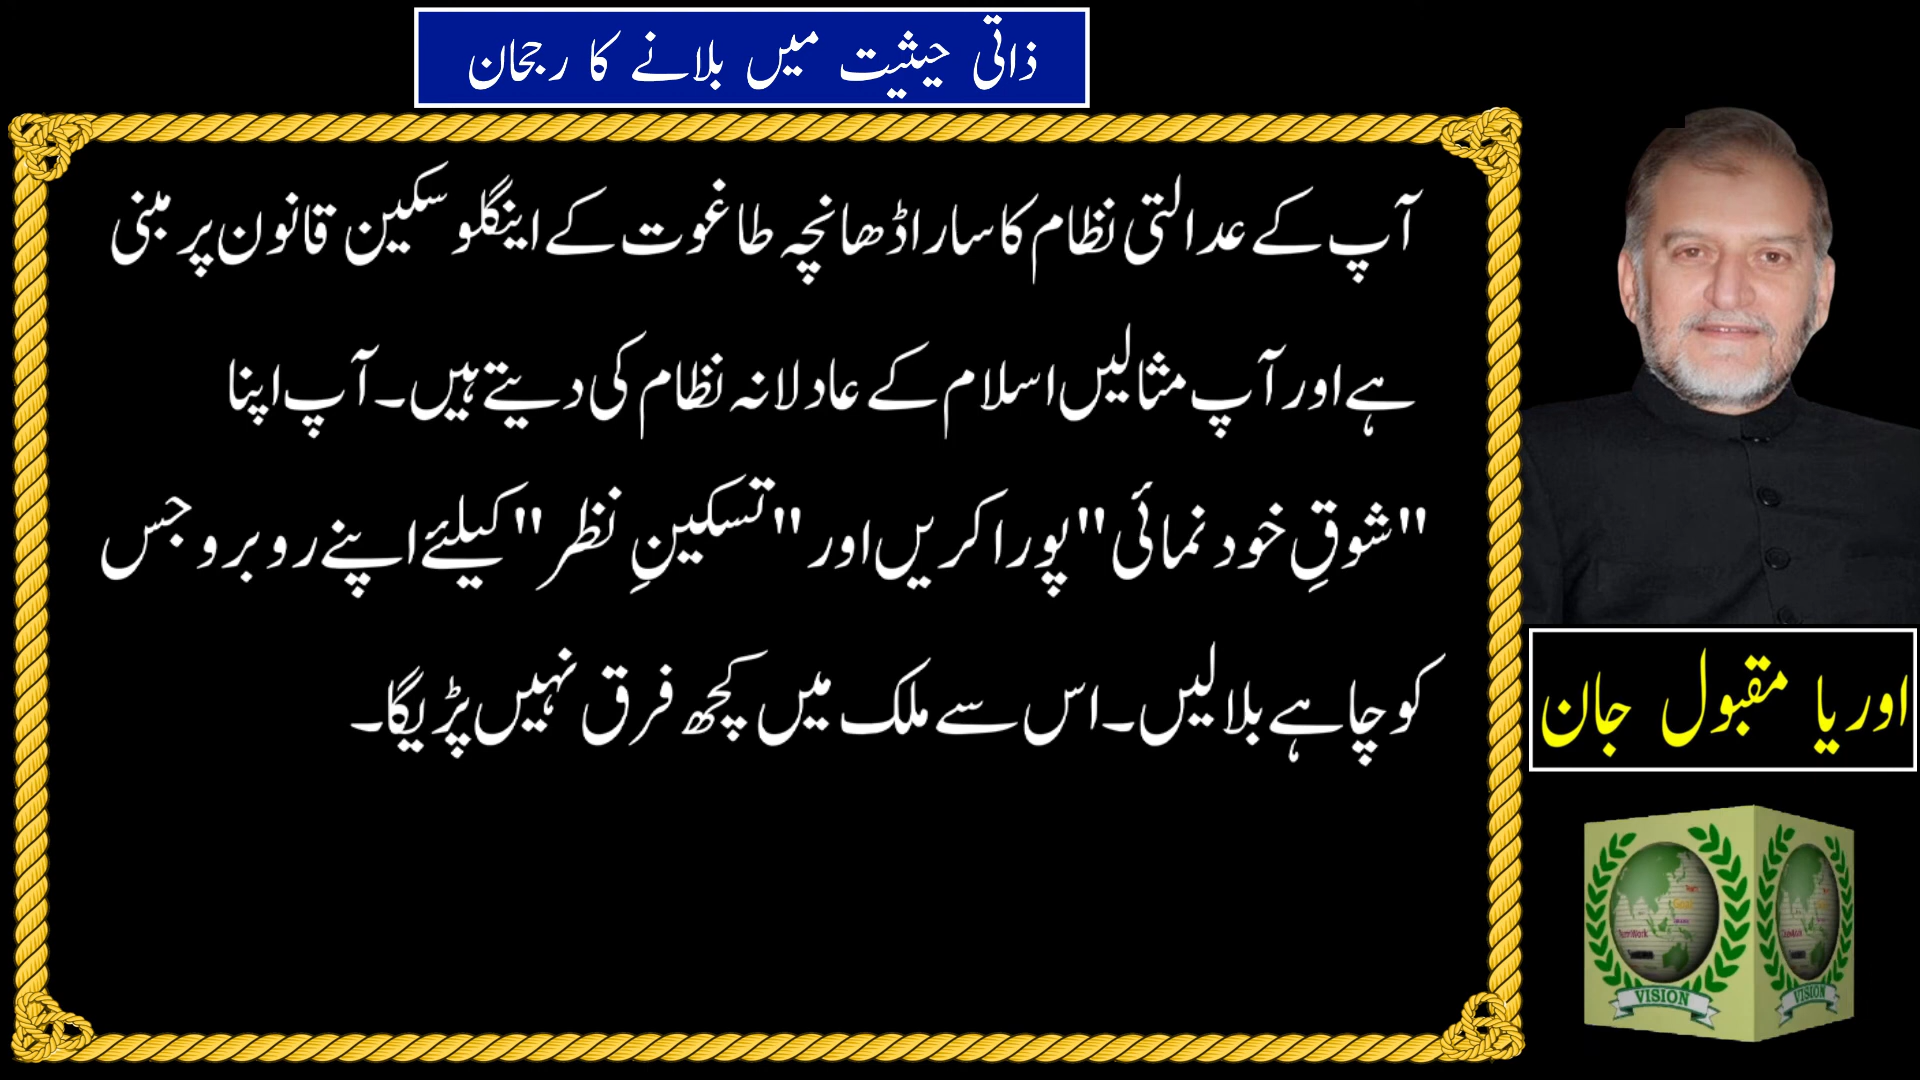 ذاتی حیثیت میں بلانے کا رجحان
آپ کے عدالتی نظام کا سارا ڈھانچہ طاغوت کے اینگلو سکین قانون پر مبنی
ہے اور آپ مثالیں اسلام کے عادلانہ نظام کی دیتے ہیں۔ آپ اپنا
"شوقِ خود نمائی" پورا کریں اور "تسکینِ نظر" کیلئے اپنے روبرو جس
کو چاہے بلا لیں۔ اس سے ملک میں کچھ فرق نہیں پڑیگا۔
اوریا مقبول جان
VISION
VISION